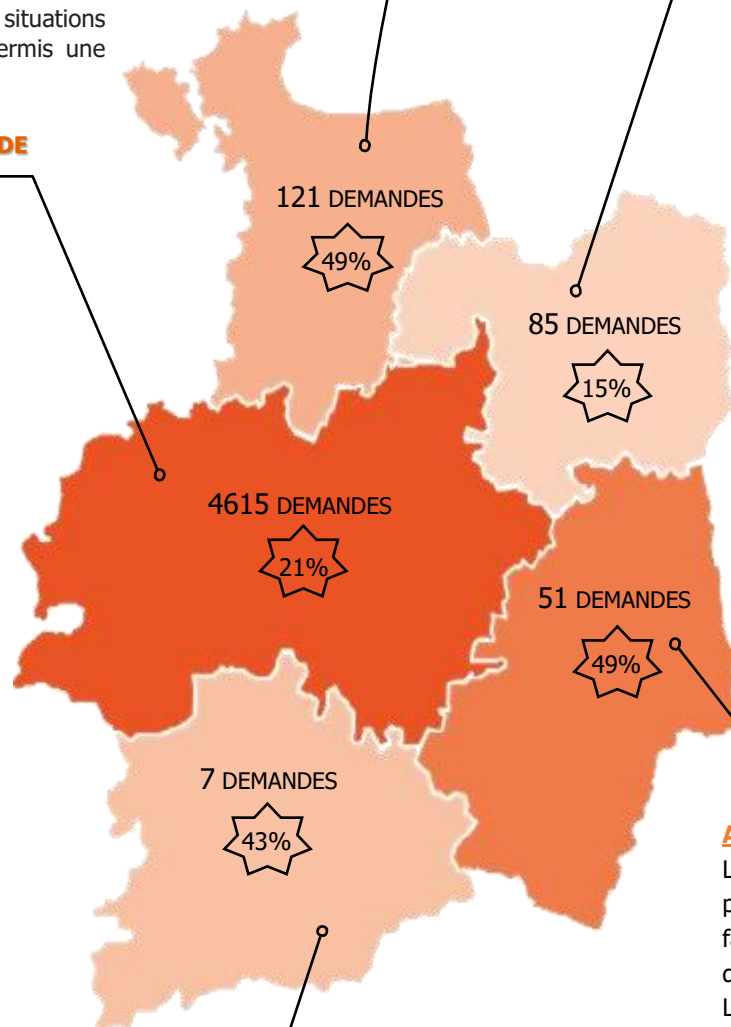 situations
ermis une
DE
121 DEMANDES
49%
85 DEMANDES
15%
4615 DEMANDES
21%
51 DEMANDES
49%
7 DEMANDES
43%
A
L
p
f
L